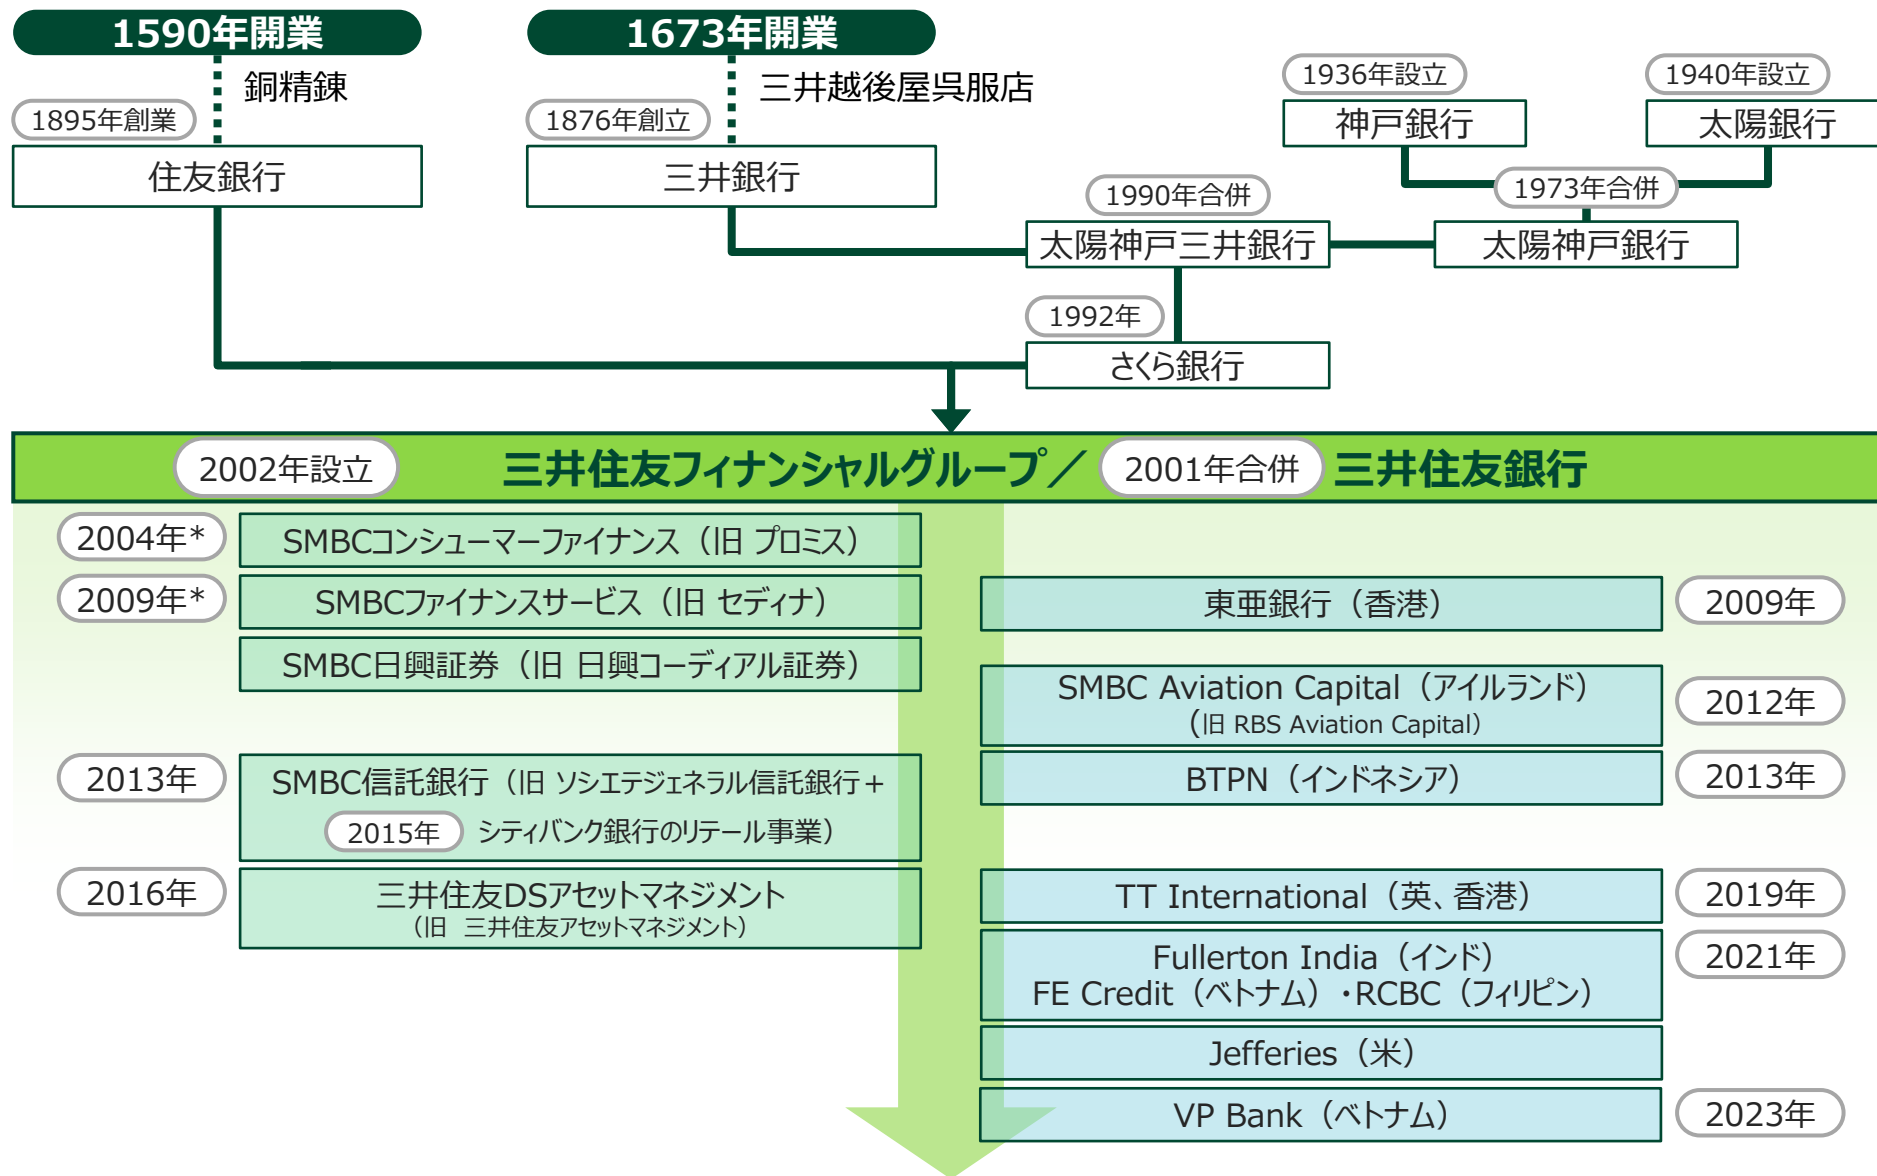 1590年開業
銅精錬
1895年創業
住友銀行
1673年開業
三井越後屋呉服店
1876年創立
三井銀行
1936年設立
神戸銀行
1940年設立
太陽銀行
1973年合併
太陽神戸銀行
1990年合併
太陽神戸三井銀行
1992年
さくら銀行
2002年設立 三井住友フィナンシャルグループ／ 2001年合併 三井住友銀行
2004年* SMBCコンシューマーファイナンス（旧 プロミス）
2009年* SMBCファイナンスサービス（旧 セディナ）
SMBC日興証券（旧 日興コーディアル証券）
2013年 SMBC信託銀行（旧 ソシエテジェネラル信託銀行＋
2015年 シティバンク銀行のリテール事業）
2016年 三井住友DSアセットマネジメント
（旧 三井住友アセットマネジメント）
東亜銀行（香港） 2009年
SMBC Aviation Capital（アイルランド） 2012年
（旧 RBS Aviation Capital）
BTPN（インドネシア） 2013年
TT International（英、香港） 2019年
Fullerton India（インド） 2021年
FE Credit（ベトナム）・RCBC（フィリピン）
Jefferies（米）
VP Bank（ベトナム） 2023年